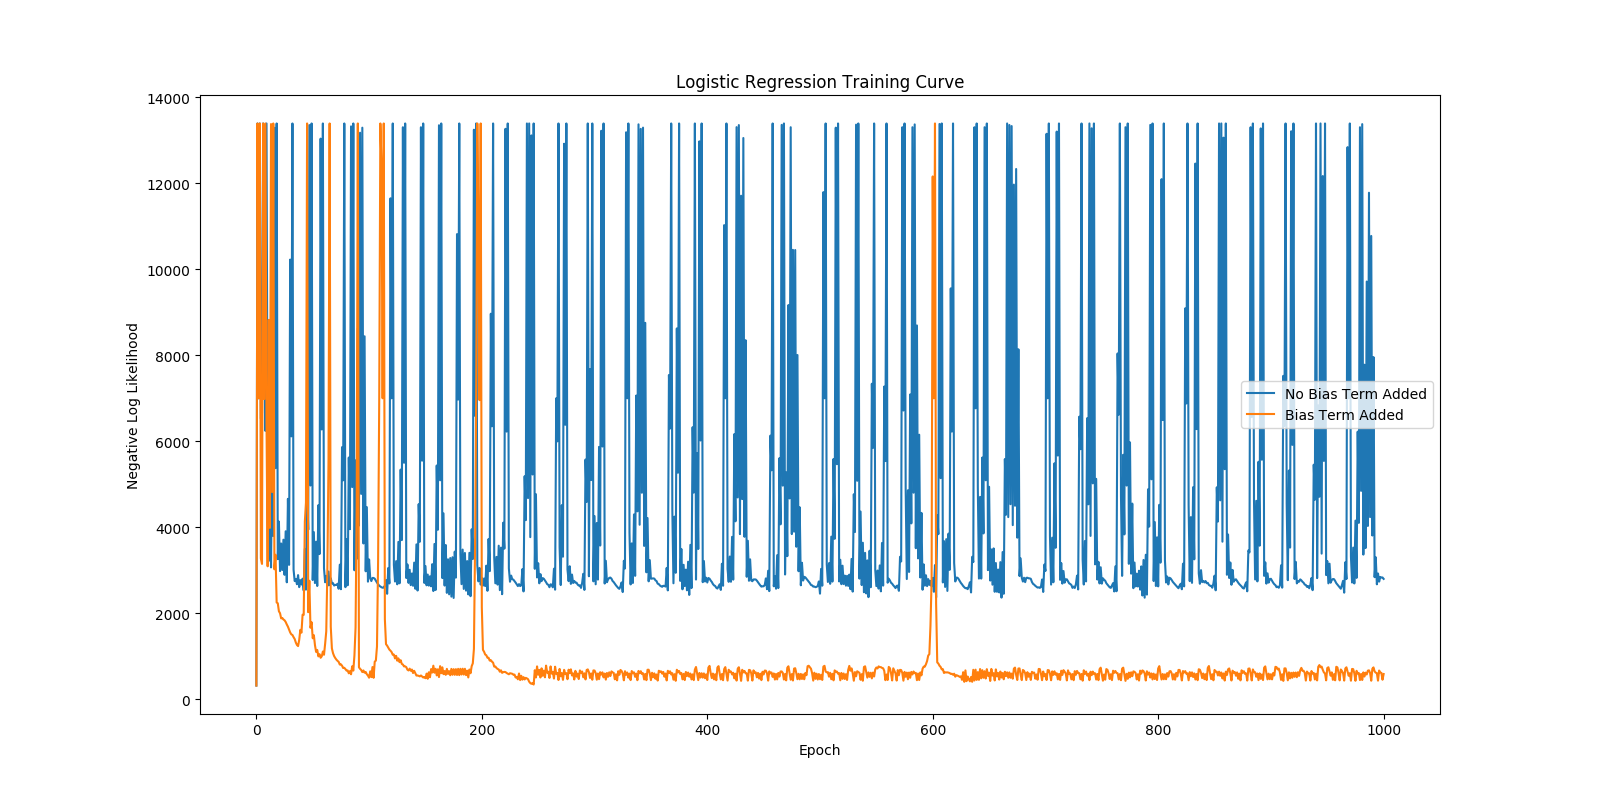 Logistic Regression Training Curve
14000
12000
10000
8000
6000
4000
2000
0
Negative Log Likelihood
No Bias Term Added
Bias Term Added
0 200 400 600 800 1000
Epoch